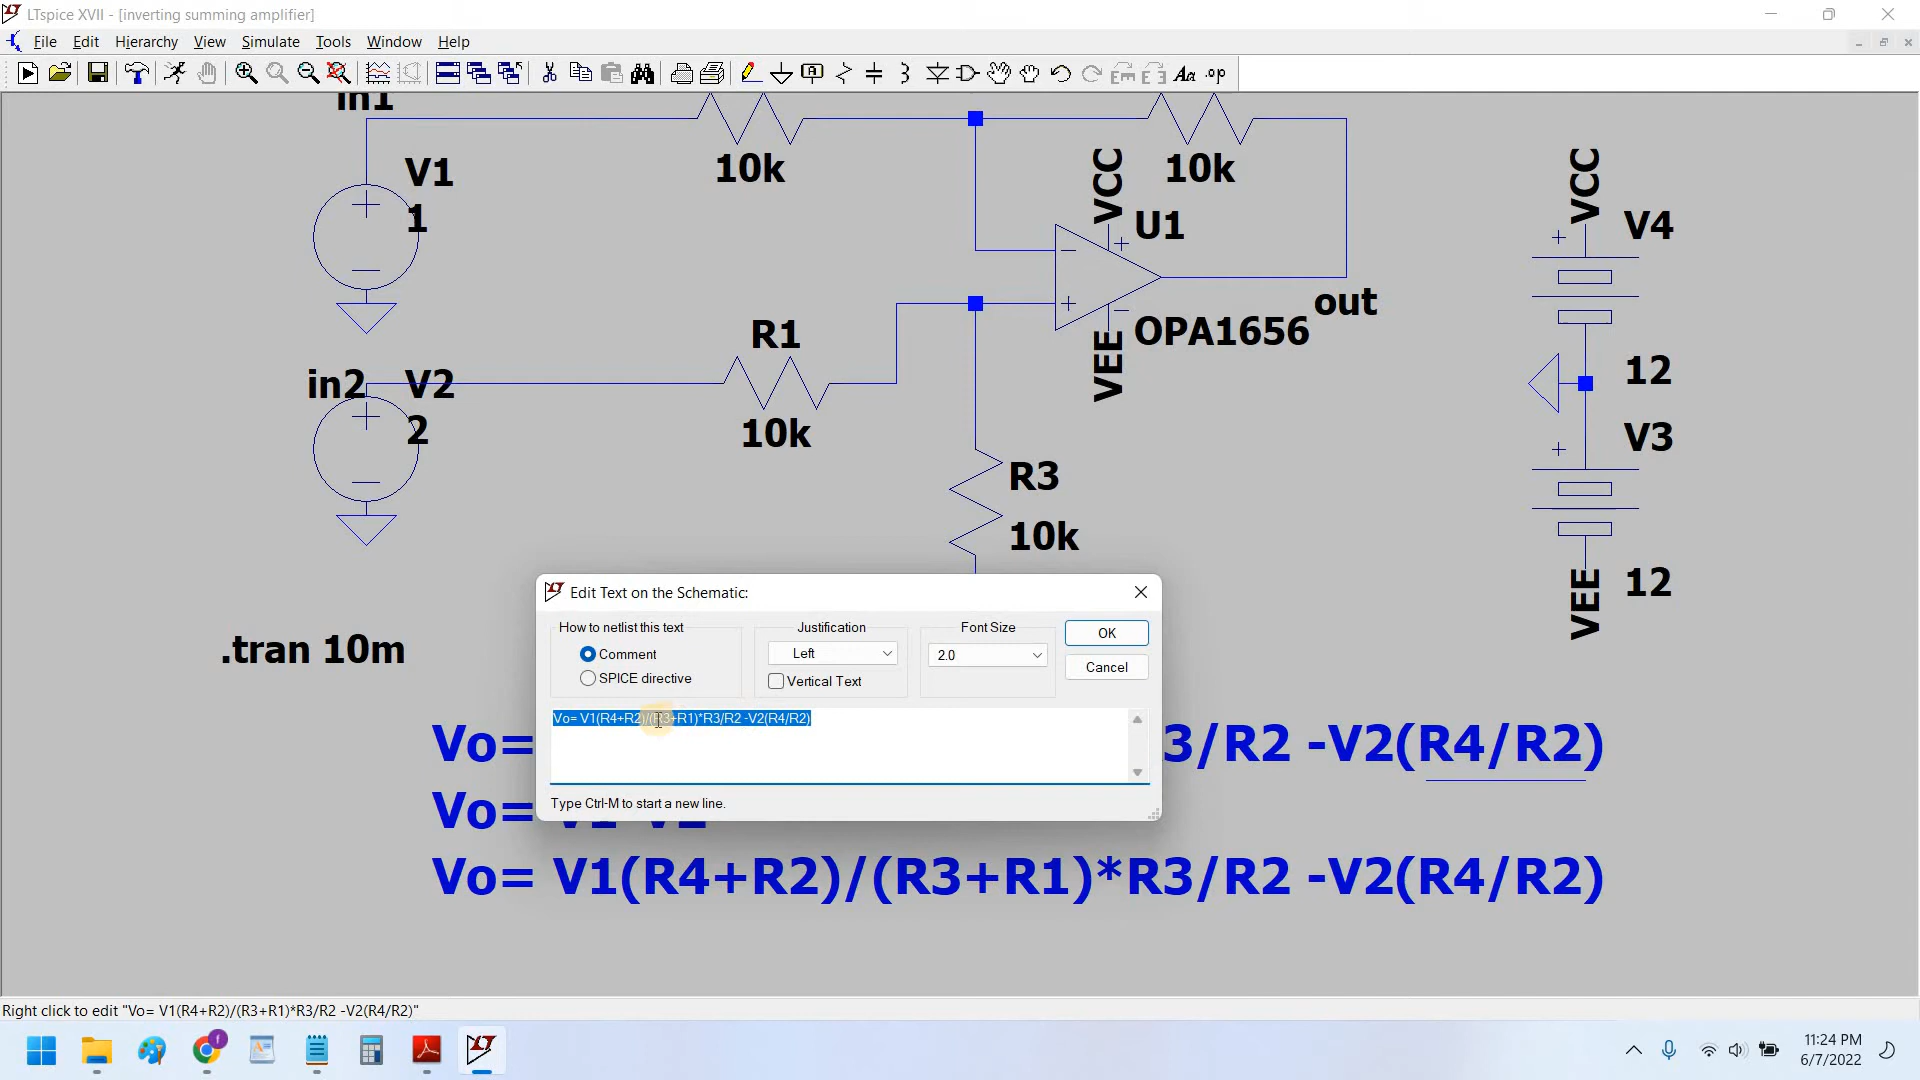 LTspice XVII - [inverting summing amplifier]
File Edit Hierarchy View Simulate Tools Window Help
in1
V1
1
10k
10k
VCC
U1
OPA1656
VEE
out
VCC
V4
12
V3
12
VEE
R1
10k
in2
V2
2
R3
10k
.tran 10m
Edit Text on the Schematic:
How to netlist this text
Comment
SPICE directive
Justification
Left
Vertical Text
Font Size
2.0
OK
Cancel
Vo= V1(R4+R2)/(R3+R1)*R3/R2 -V2(R4/R2)
Type Ctrl-M to start a new line.
Vo= 3/R2 -V2(R4/R2)
Vo= V1-V2
Vo= V1(R4+R2)/(R3+R1)*R3/R2 -V2(R4/R2)
Right click to edit "Vo= V1(R4+R2)/(R3+R1)*R3/R2 -V2(R4/R2)"
11:24 PM
6/7/2022